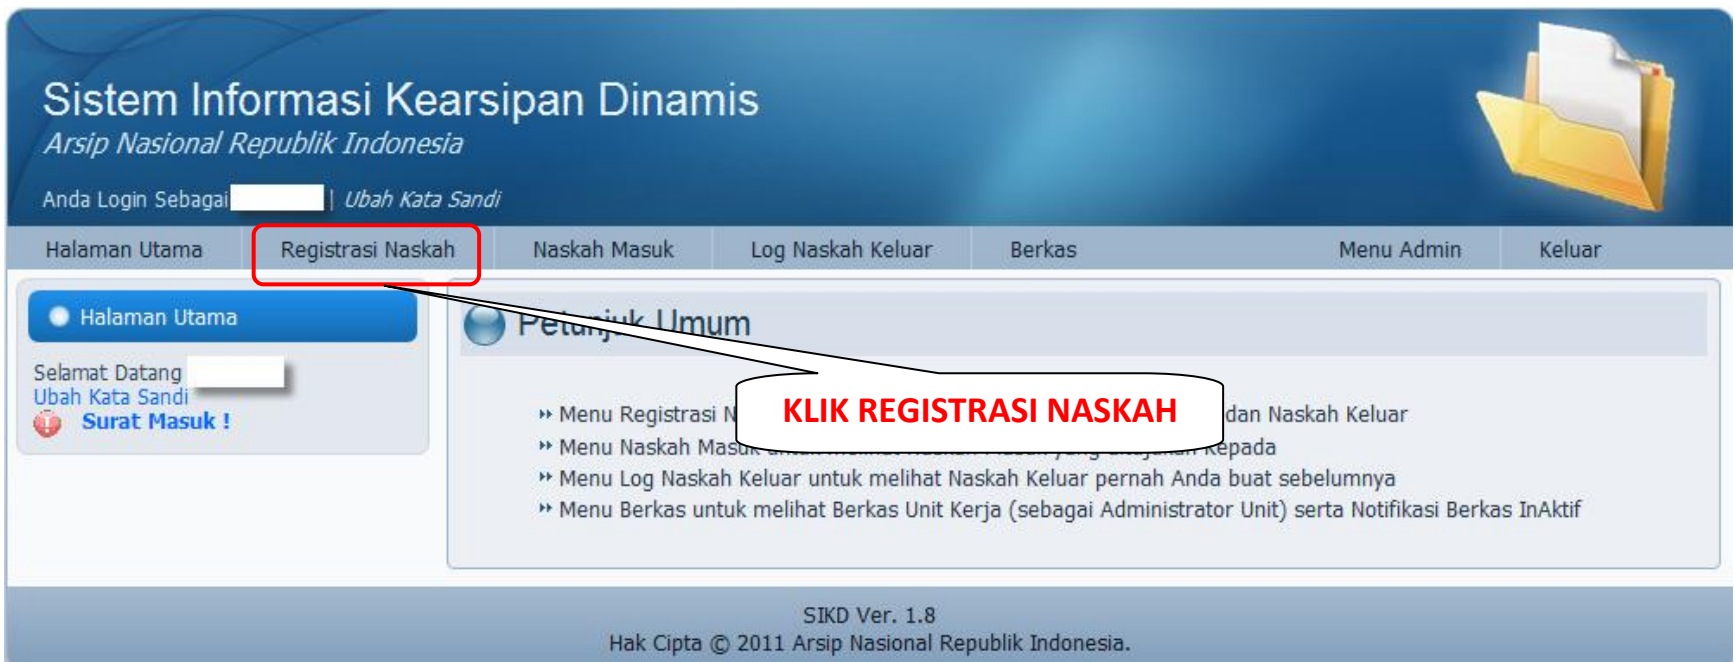 Sistem Informasi Kearsipan Dinamis
Arsip Nasional Republik Indonesia
Anda Login Sebagai | Ubah Kata Sandi
Halaman Utama Registrasi Naskah Naskah Masuk Log Naskah Keluar Berkas Menu Admin Keluar
Halaman Utama
Selamat Datang
Ubah Kata Sandi
Surat Masuk !
Petunjuk Umum
KLIK REGISTRASI NASKAH
Menu Registrasi dan Naskah Keluar
Menu Naskah Masuk Kepada
Menu Log Naskah Keluar untuk melihat Naskah Keluar pernah Anda buat sebelumnya
Menu Berkas untuk melihat Berkas Unit Kerja (sebagai Administrator Unit) serta Notifikasi Berkas InAktif
SIKD Ver. 1.8
Hak Cipta © 2011 Arsip Nasional Republik Indonesia.